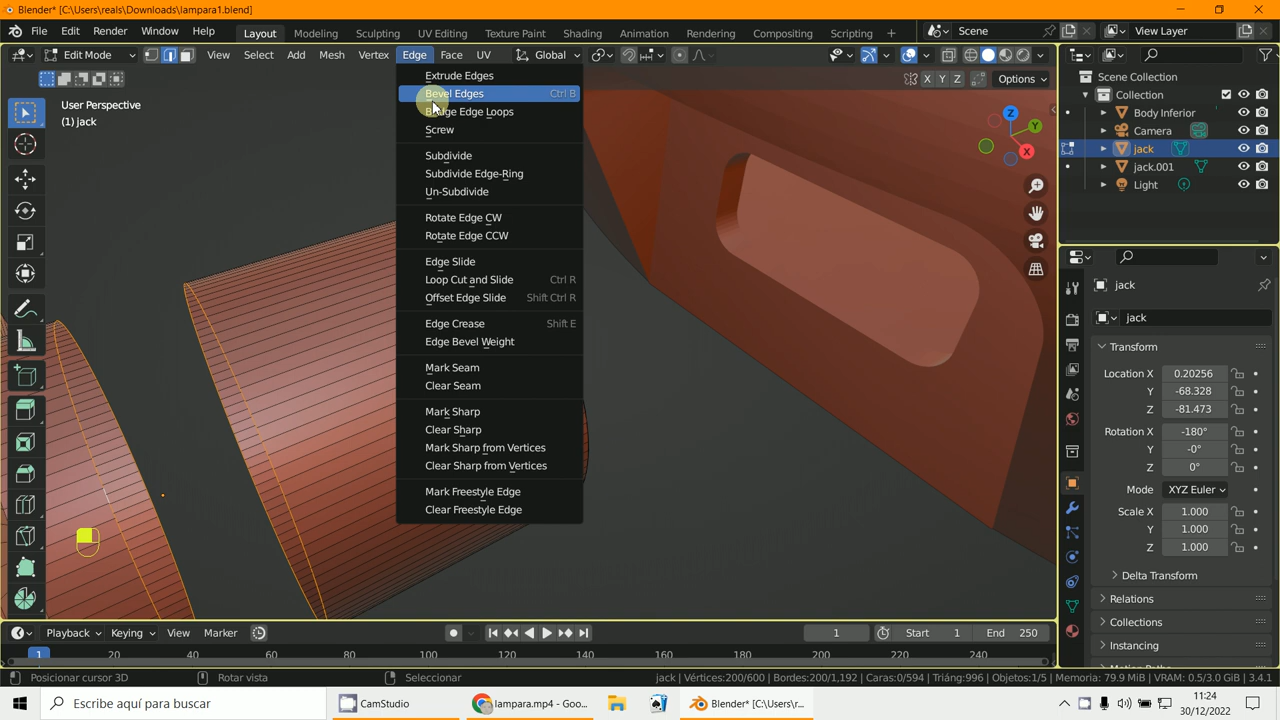 Blender* [C:\Users\reals\Downloads\lampara1.blend]
File Edit Render Window Help Layout Modeling Sculpting UV Editing Texture Paint Shading Animation Rendering Compositing Scripting + Scene View Layer
Edit Mode View Select Add Mesh Vertex Edge Face UV Global
X Y Z Options
User Perspective
(1) jack
Extrude Edges
Bevel Edges Ctrl B
Bridge Edge Loops
Screw
Subdivide
Subdivide Edge-Ring
Un-Subdivide
Rotate Edge CW
Rotate Edge CCW
Edge Slide
Loop Cut and Slide Ctrl R
Offset Edge Slide Shift Ctrl R
Edge Crease Shift E
Edge Bevel Weight
Mark Seam
Clear Seam
Mark Sharp
Clear Sharp
Mark Sharp from Vertices
Clear Sharp from Vertices
Mark Freestyle Edge
Clear Freestyle Edge
Z
Y
X
Scene Collection
Collection
Body Inferior
Camera
jack
jack.001
Light
jack
jack
Transform
Location X 0.20256
Y -68.328
Z -81.473
Rotation X -180°
Y -0°
Z 0°
Mode XYZ Euler
Scale X 1.000
Y 1.000
Z 1.000
Delta Transform
Relations
Collections
Instancing
Motion Paths
Playback Keying View Marker 1 Start 1 End 250
1 20 40 60 80 100 120 140 160 180 200 220 240
Posicionar cursor 3D Rotar vista Seleccionar jack | Vértices:200/600 | Bordes:200/1,192 | Caras:0/594 | Triáng:996 | Objetos:1/5 | Memoria: 79.9 MiB | VRAM: 0.5/3.0 GiB | 3.4.1
Escribe aquí para buscar CamStudio lampara.mp4 - Goo... Blender* [C:\Users\r...
11:24
30/12/2022